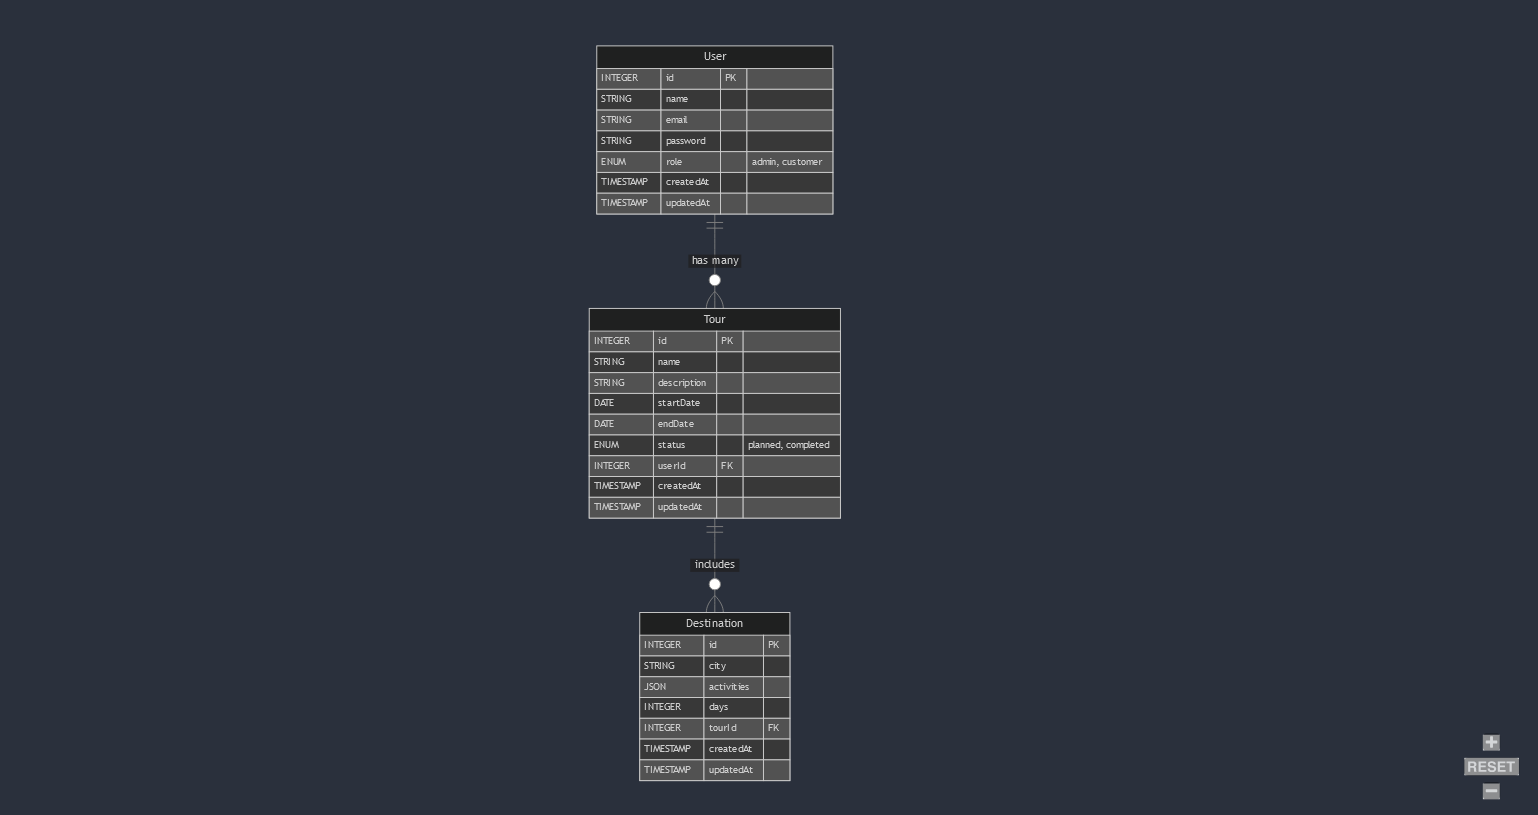 User
INTEGER id PK
STRING name
STRING email
STRING password
ENUM role admin, customer
TIMESTAMP createdAt
TIMESTAMP updatedAt
has many
Tour
INTEGER id PK
STRING name
STRING description
DATE startDate
DATE endDate
ENUM status planned, completed
INTEGER userId FK
TIMESTAMP createdAt
TIMESTAMP updatedAt
includes
Destination
INTEGER id PK
STRING city
JSON activities
INTEGER days
INTEGER tourId FK
TIMESTAMP createdAt
TIMESTAMP updatedAt
+
RESET
−